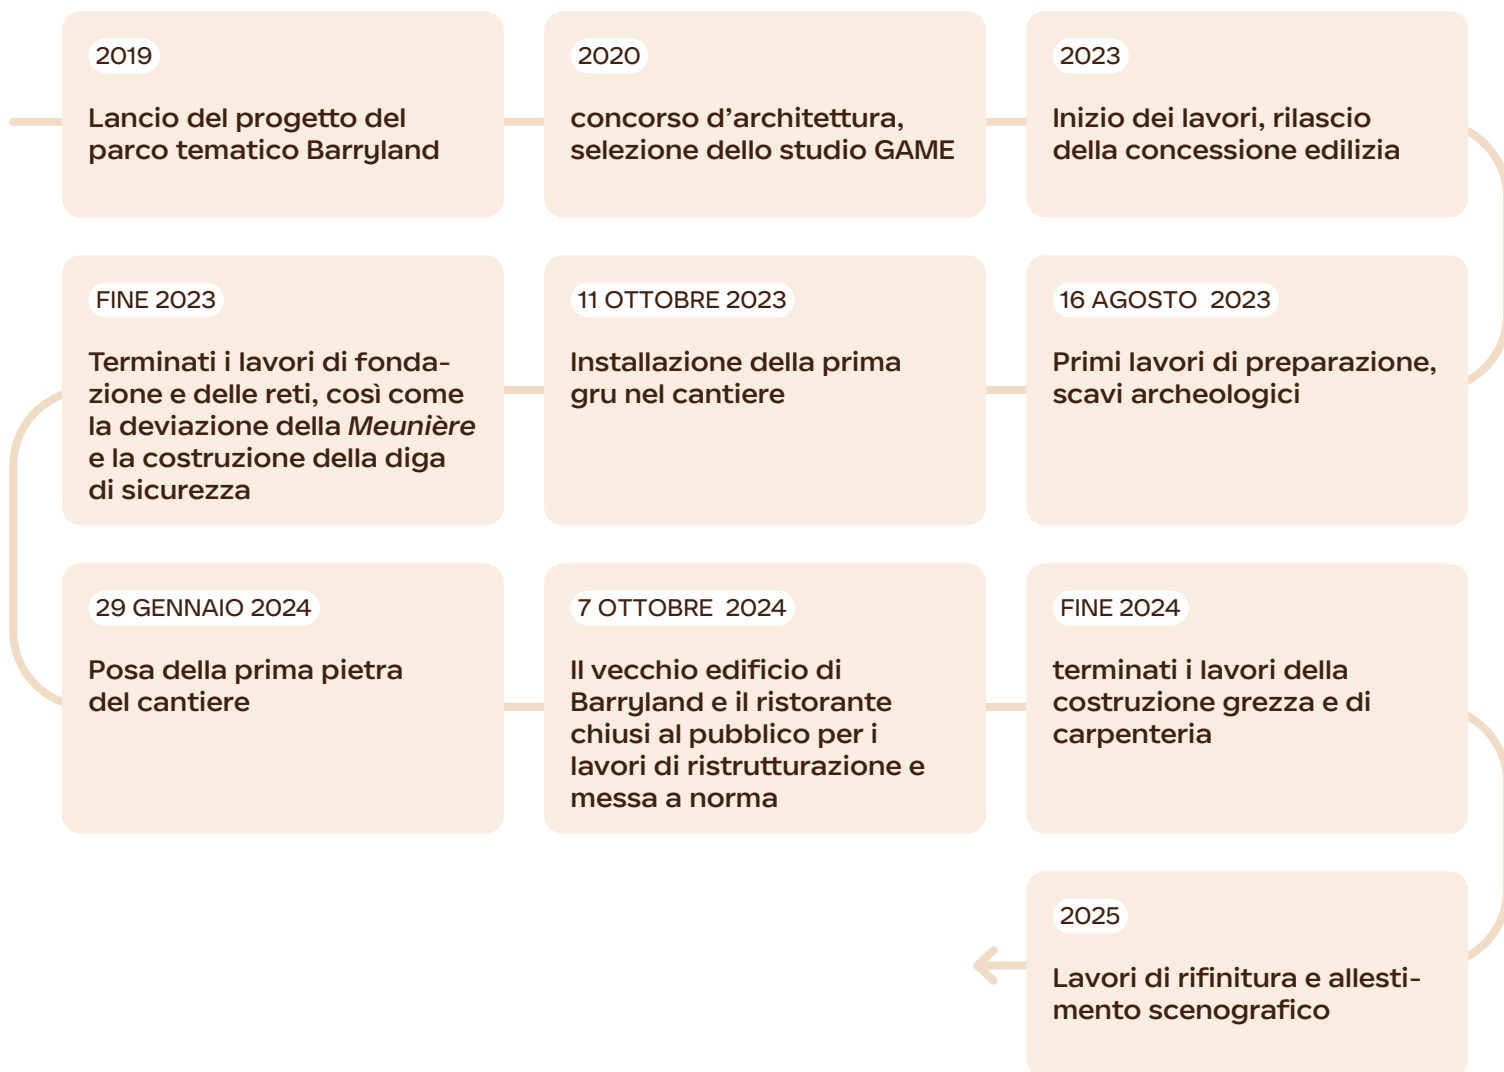 2019
Lancio del progetto del
parco tematico Barryland
2020
concorso d’architettura,
selezione dello studio GAME
2023
Inizio dei lavori, rilascio
della concessione edilizia
16 AGOSTO  2023
Primi lavori di preparazione,
scavi archeologici
11 OTTOBRE 2023
Installazione della prima
gru nel cantiere
FINE 2023
Terminati i lavori di fonda-
zione e delle reti, così come
la deviazione della Meunière
e la costruzione della diga
di sicurezza
29 GENNAIO 2024
Posa della prima pietra
del cantiere
7 OTTOBRE  2024
Il vecchio edificio di
Barryland e il ristorante
chiusi al pubblico per i
lavori di ristrutturazione e
messa a norma
FINE 2024
terminati i lavori della
costruzione grezza e di
carpenteria
2025
Lavori di rifinitura e allesti-
mento scenografico